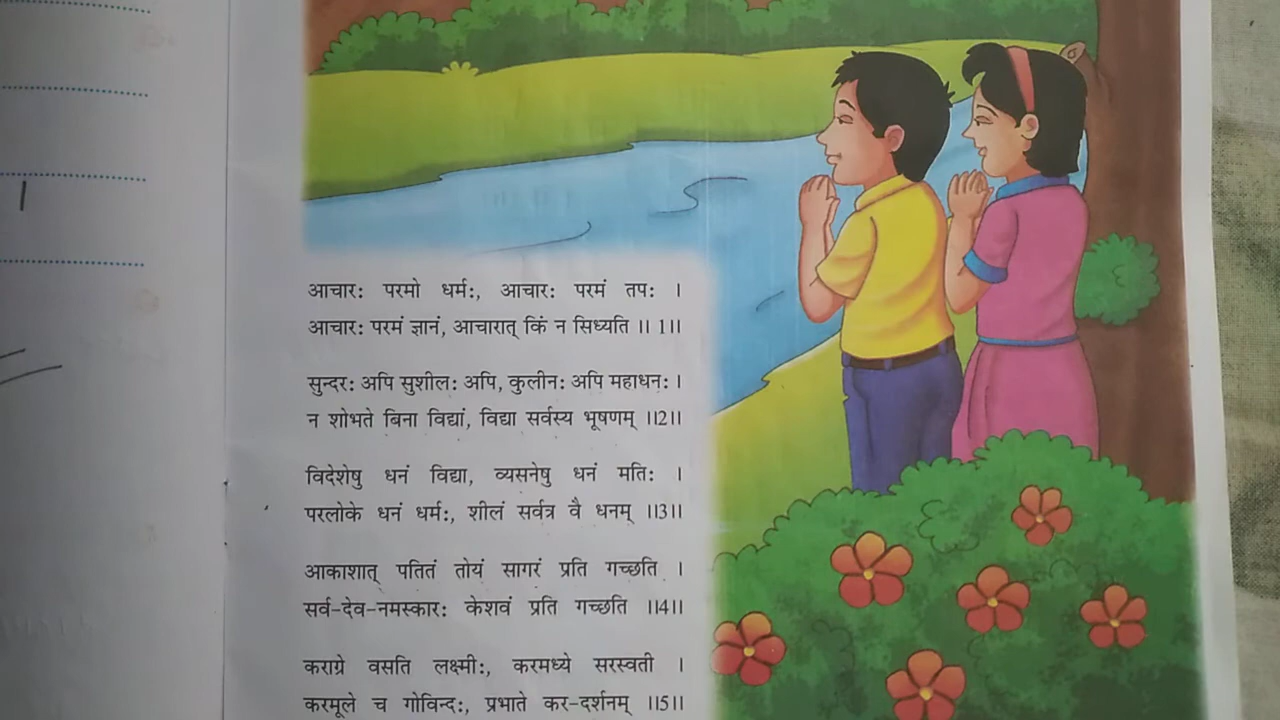 आचारः परमो धर्मः, आचारः परमं तपः ।
आचारः परमं ज्ञानं, आचारात् किं न सिध्यति ॥ 1॥
सुन्दरः अपि सुशीलः अपि, कुलीनः अपि महाधनः ।
न शोभते बिना विद्यां, विद्या सर्वस्य भूषणम् ॥2॥
विदेशेषु धनं विद्या, व्यसनेषु धनं मतिः ।
परलोके धनं धर्मः, शीलं सर्वत्र वै धनम् ॥3॥
आकाशात् पतितं तोयं सागरं प्रति गच्छति ।
सर्व-देव-नमस्कारः केशवं प्रति गच्छति ॥4॥
कराग्रे वसति लक्ष्मीः, करमध्ये सरस्वती ।
करमूले च गोविन्दः, प्रभाते कर-दर्शनम् ॥5॥